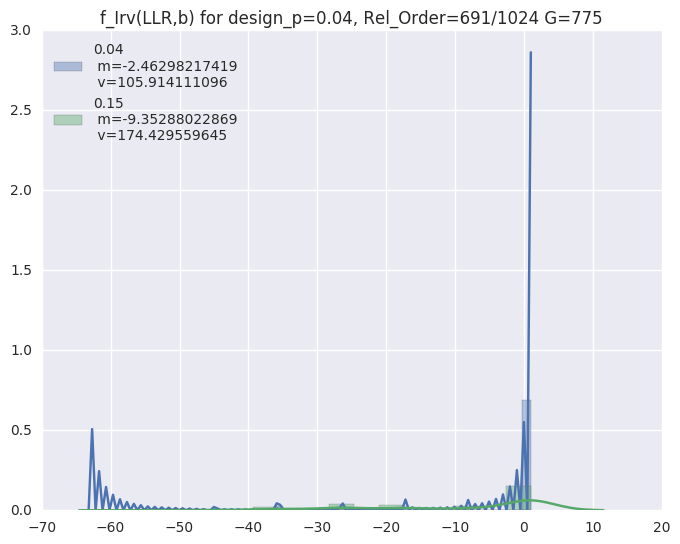 f_Irv(LLR,b) for design_p=0.04, Rel_Order=691/1024 G=775
3.0
0.04
m=-2.46298217419
v=105.914111096
0.15
m=-9.35288022869
v=174.429559645
2.5
2.0
1.5
1.0
0.5
0.0
−70 −60 −50 −40 −30 −20 −10 0 10 20